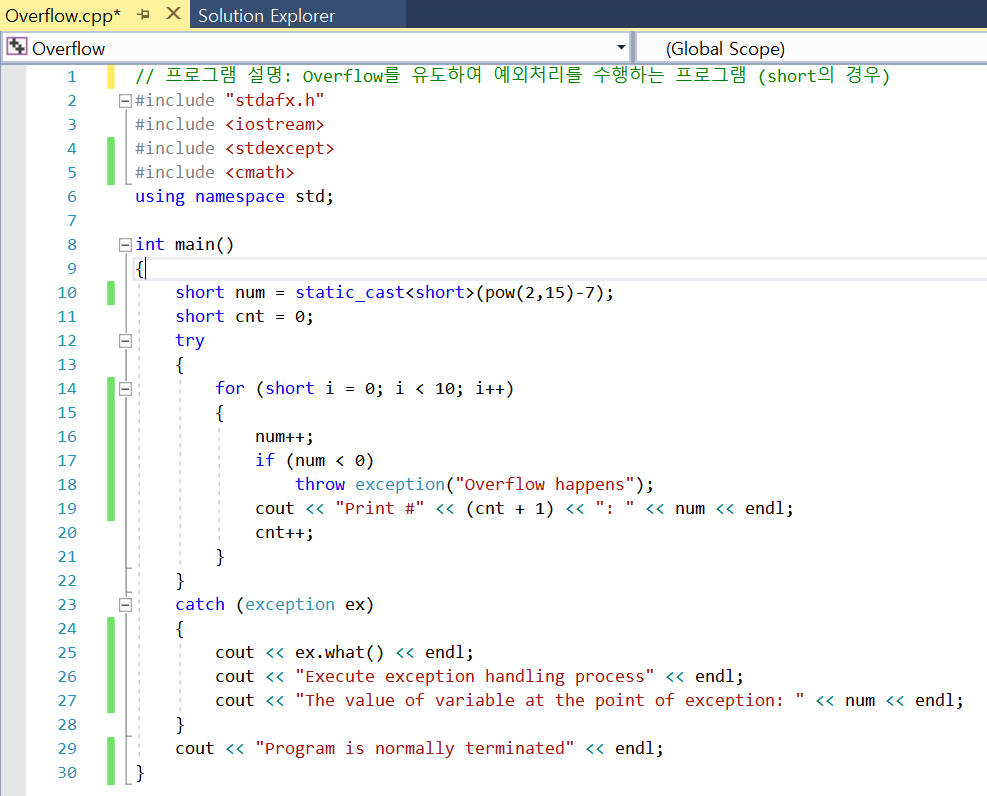 Overflow.cpp* Solution Explorer
Overflow (Global Scope)
1 // 프로그램 설명: Overflow를 유도하여 예외처리를 수행하는 프로그램 (short의 경우)
2 #include "stdafx.h"
3 #include <iostream>
4 #include <stdexcept>
5 #include <cmath>
6 using namespace std;
7
8 int main()
9 {
10 short num = static_cast<short>(pow(2,15)-7);
11 short cnt = 0;
12 try
13 {
14 for (short i = 0; i < 10; i++)
15 {
16 num++;
17 if (num < 0)
18 throw exception("Overflow happens");
19 cout << "Print #" << (cnt + 1) << ": " << num << endl;
20 cnt++;
21 }
22 }
23 catch (exception ex)
24 {
25 cout << ex.what() << endl;
26 cout << "Execute exception handling process" << endl;
27 cout << "The value of variable at the point of exception: " << num << endl;
28 }
29 cout << "Program is normally terminated" << endl;
30 }